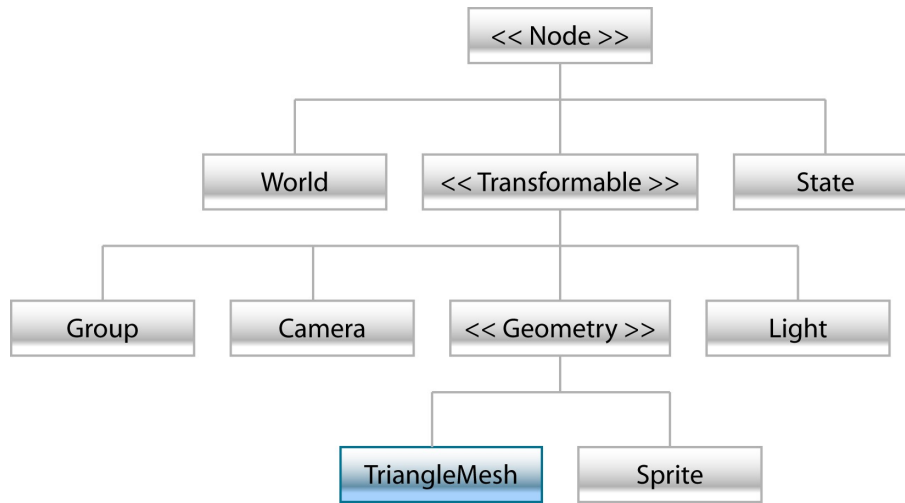 << Node >>
World
<< Transformable >>
State
Group
Camera
<< Geometry >>
Light
TriangleMesh
Sprite